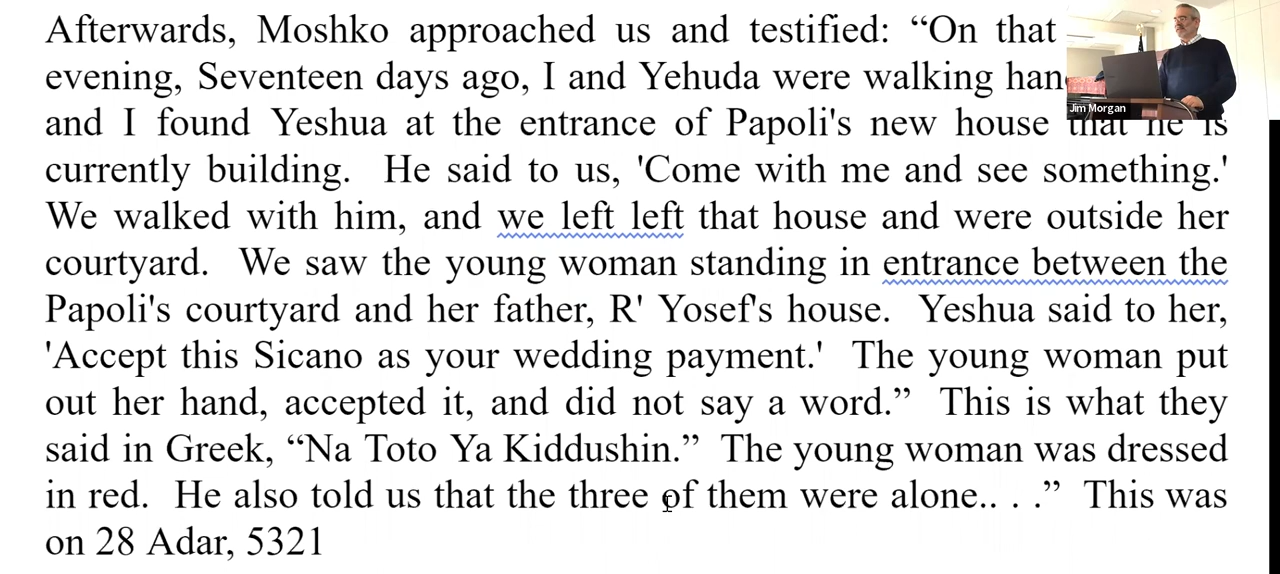 Afterwards, Moshko approached us and testified: “On that
evening, Seventeen days ago, I and Yehuda were walking
and I found Yeshua at the entrance of Papoli's new house that he is
currently building. He said to us, 'Come with me and see something.'
We walked with him, and we left left that house and were outside her
courtyard. We saw the young woman standing in entrance between the
Papoli's courtyard and her father, R' Yosef's house. Yeshua said to her,
'Accept this Sicano as your wedding payment.' The young woman put
out her hand, accepted it, and did not say a word.” This is what they
said in Greek, “Na Toto Ya Kiddushin.” The young woman was dressed
in red. He also told us that the three of them were alone.. . .” This was
on 28 Adar, 5321
Jim Morgan